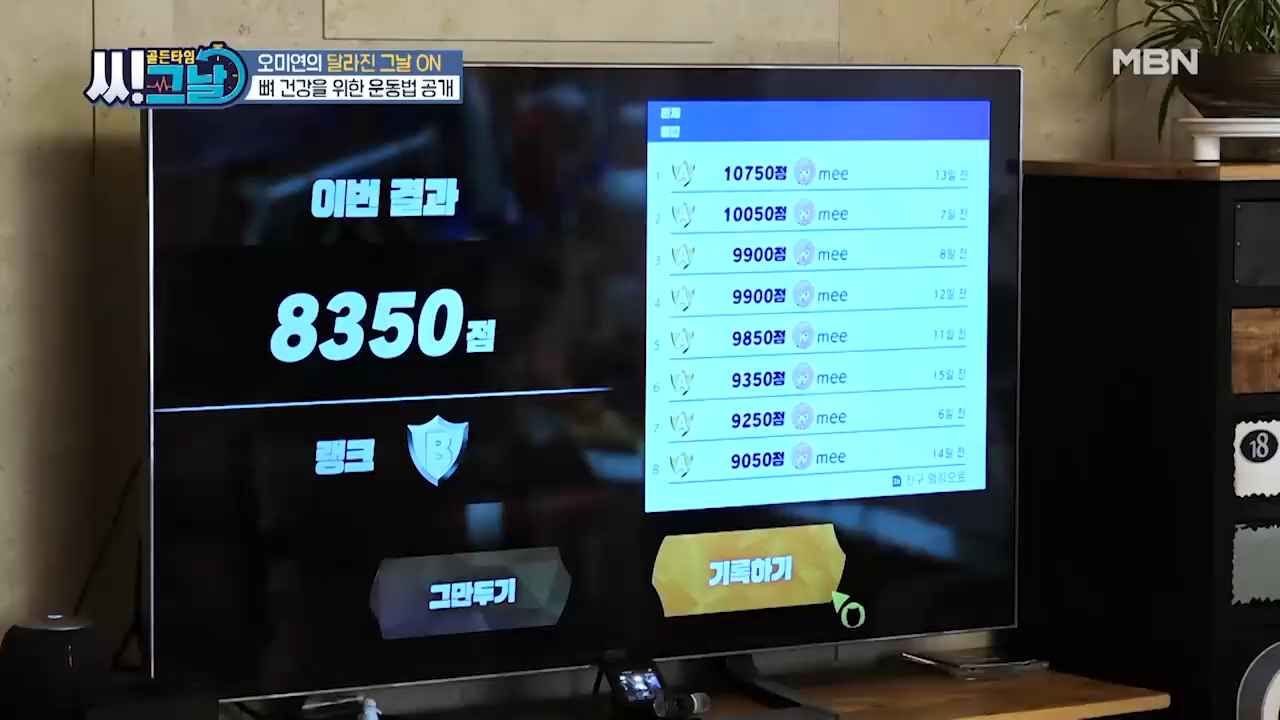 골든타임
씨!그날
오미연의 달라진 그날 ON
뼈 건강을 위한 운동법 공개
MBN
이번 결과
8350점
랭크 B
그만두기
1 A 10750점 mee 13일 전
2 A 10050점 mee 7일 전
3 A 9900점 mee 8일 전
4 A 9900점 mee 12일 전
5 A 9850점 mee 11일 전
6 A 9350점 mee 15일 전
7 A 9250점 mee 6일 전
8 A 9050점 mee 14일 전
친구 랭킹으로
기록하기
18